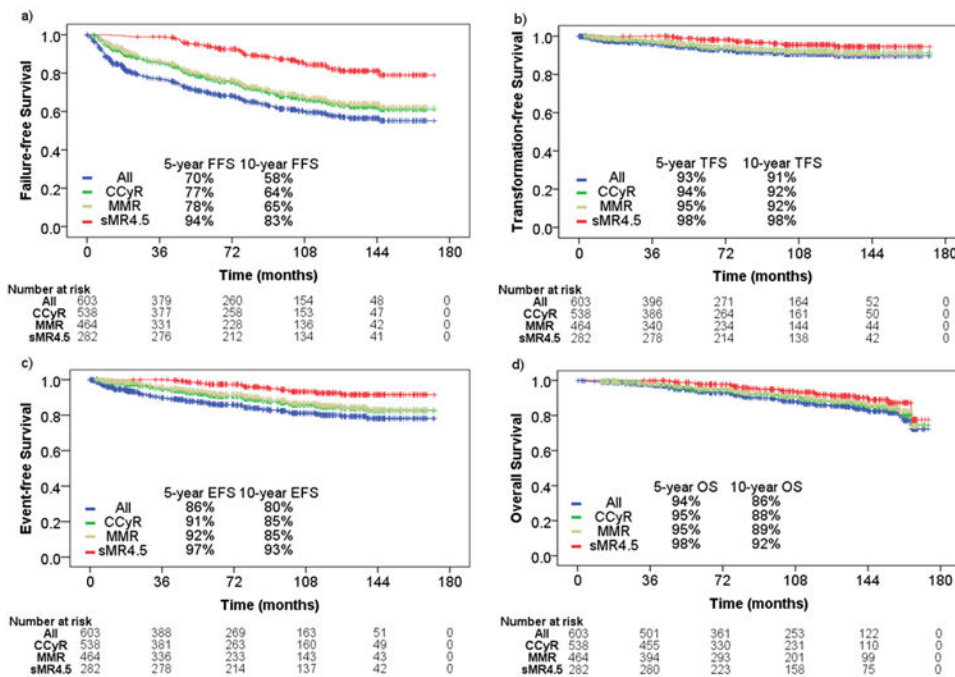 a)
Failure-free Survival
1.0
0.8
0.6
0.4
0.2
0.0
5-year FFS 10-year FFS
All 70% 58%
CCyR 77% 64%
MMR 78% 65%
sMR4.5 94% 83%
0 36 72 108 144 180
Time (months)
Number at risk
All 603 379 260 154 48 0
CCyR 538 377 258 153 47 0
MMR 464 331 228 136 42 0
sMR4.5 282 276 212 134 41 0
b)
Transformation-free Survival
1.0
0.8
0.6
0.4
0.2
0.0
5-year TFS 10-year TFS
All 93% 91%
CCyR 94% 92%
MMR 95% 92%
sMR4.5 98% 98%
0 36 72 108 144 180
Time (months)
Number at risk
All 603 396 271 164 52 0
CCyR 538 386 264 161 50 0
MMR 464 340 234 144 44 0
sMR4.5 282 278 214 138 42 0
c)
Event-free Survival
1.0
0.8
0.6
0.4
0.2
0.0
5-year EFS 10-year EFS
All 86% 80%
CCyR 91% 85%
MMR 92% 85%
sMR4.5 97% 93%
0 36 72 108 144 180
Time (months)
Number at risk
All 603 388 269 163 51 0
CCyR 538 381 263 160 49 0
MMR 464 336 233 143 43 0
sMR4.5 282 278 214 137 42 0
d)
Overall Survival
1.0
0.8
0.6
0.4
0.2
0.0
5-year OS 10-year OS
All 94% 86%
CCyR 95% 88%
MMR 95% 89%
sMR4.5 98% 92%
0 36 72 108 144 180
Time (months)
Number at risk
All 603 501 361 253 122 0
CCyR 538 455 330 231 110 0
MMR 464 394 293 201 99 0
sMR4.5 282 280 223 158 75 0